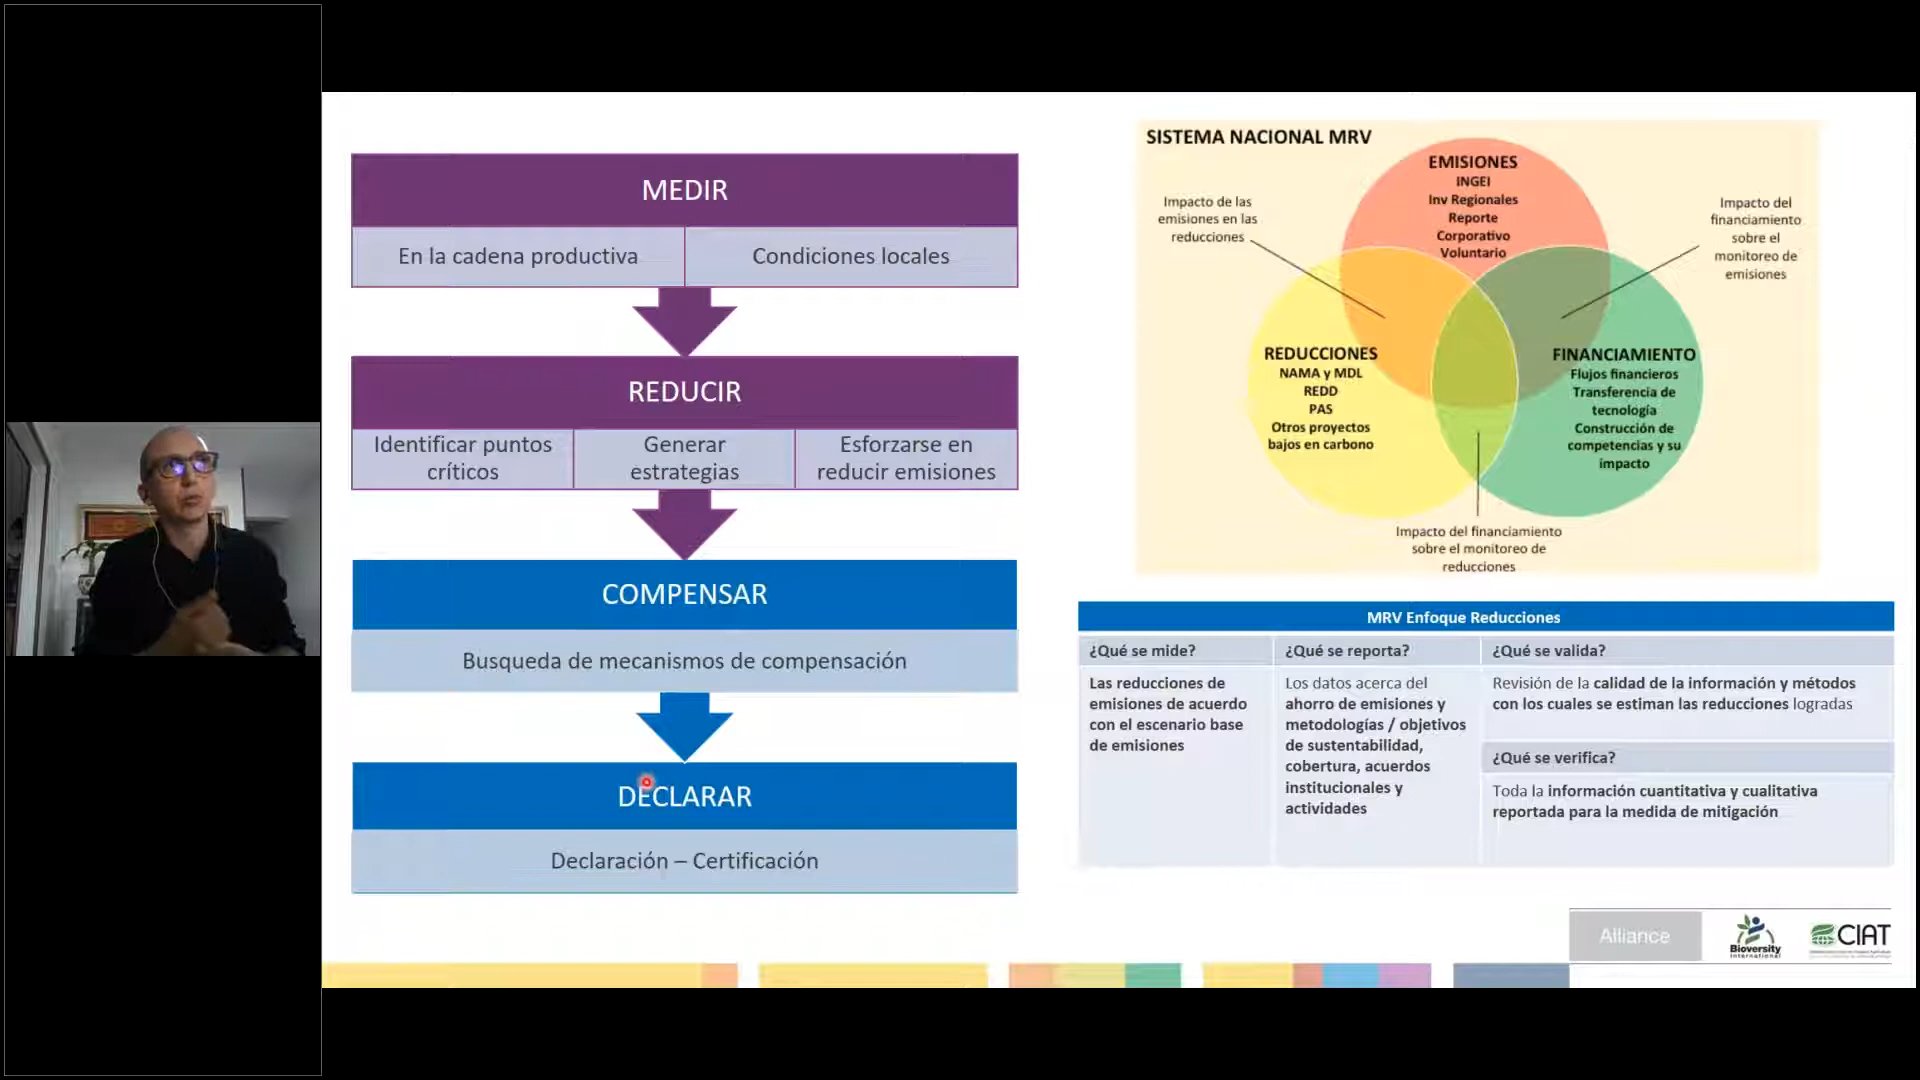 MEDIR
En la cadena productiva
Condiciones locales
REDUCIR
Identificar puntos
críticos
Generar
estrategias
Esforzarse en
reducir emisiones
COMPENSAR
Busqueda de mecanismos de compensación
DECLARAR
Declaración – Certificación
SISTEMA NACIONAL MRV
EMISIONES
INGEI
Inv Regionales
Reporte
Corporativo
Voluntario
Impacto de las
emisiones en las
reducciones
Impacto del
financiamiento
sobre el
monitoreo de
emisiones
REDUCCIONES
NAMA y MDL
REDD
PAS
Otros proyectos
bajos en carbono
FINANCIAMIENTO
Flujos financieros
Transferencia de
tecnología
Construcción de
competencias y su
impacto
Impacto del financiamiento
sobre el monitoreo de
reducciones
MRV Enfoque Reducciones
¿Qué se mide?
Las reducciones de
emisiones de acuerdo
con el escenario base
de emisiones
¿Qué se reporta?
Los datos acerca del
ahorro de emisiones y
metodologías / objetivos
de sustentabilidad,
cobertura, acuerdos
institucionales y
actividades
¿Qué se valida?
Revisión de la calidad de la información y métodos
con los cuales se estiman las reducciones logradas
¿Qué se verifica?
Toda la información cuantitativa y cualitativa
reportada para la medida de mitigación
Alliance
Bioversity
International
CIAT